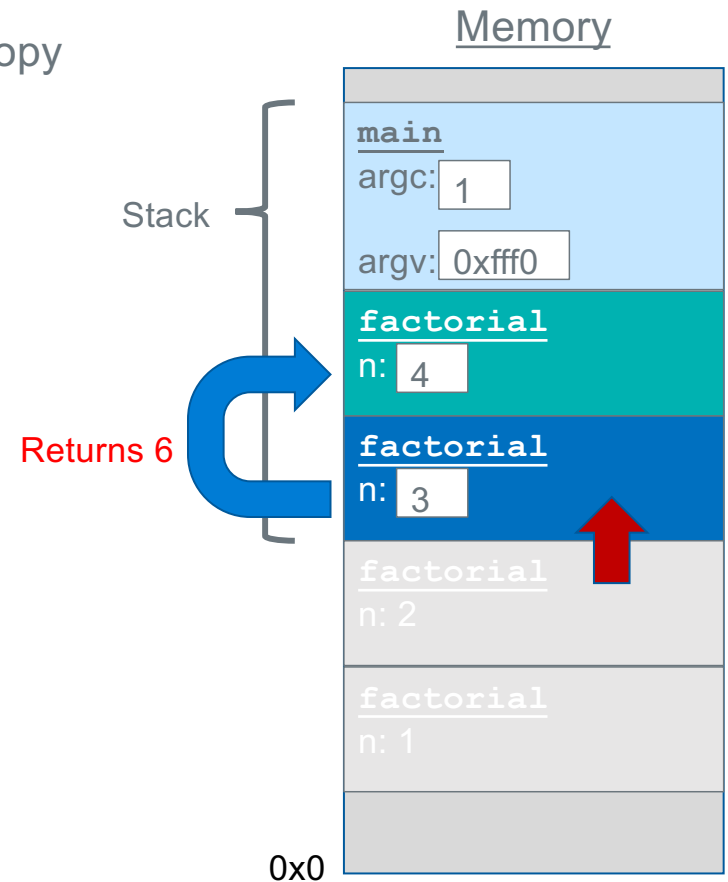 Memory
opy
main
argc: 1
Stack
argv: 0xfff0
factorial
n: 4
Returns 6
factorial
n: 3
factorial
n: 2
factorial
n: 1
0x0